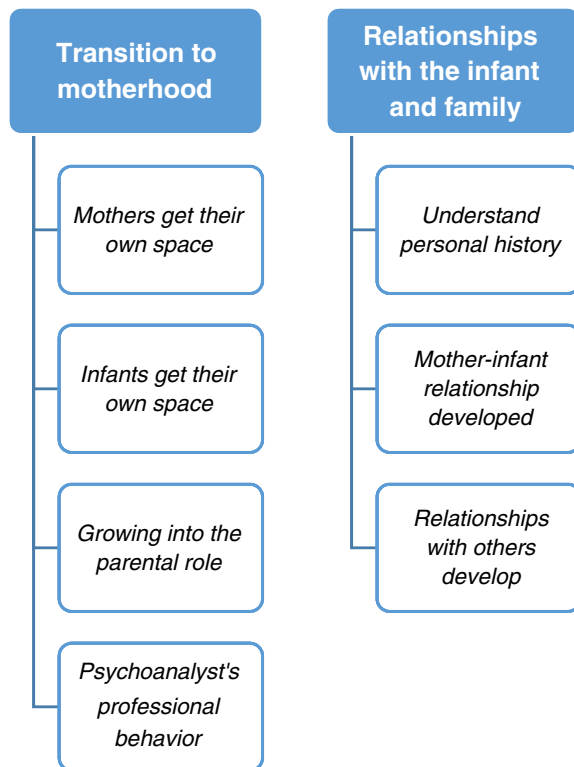 Transition to
motherhood
Mothers get their
own space
Infants get their
own space
Growing into the
parental role
Psychoanalyst's
professional
behavior
Relationships
with the infant
and family
Understand
personal history
Mother-infant
relationship
developed
Relationships
with others
develop